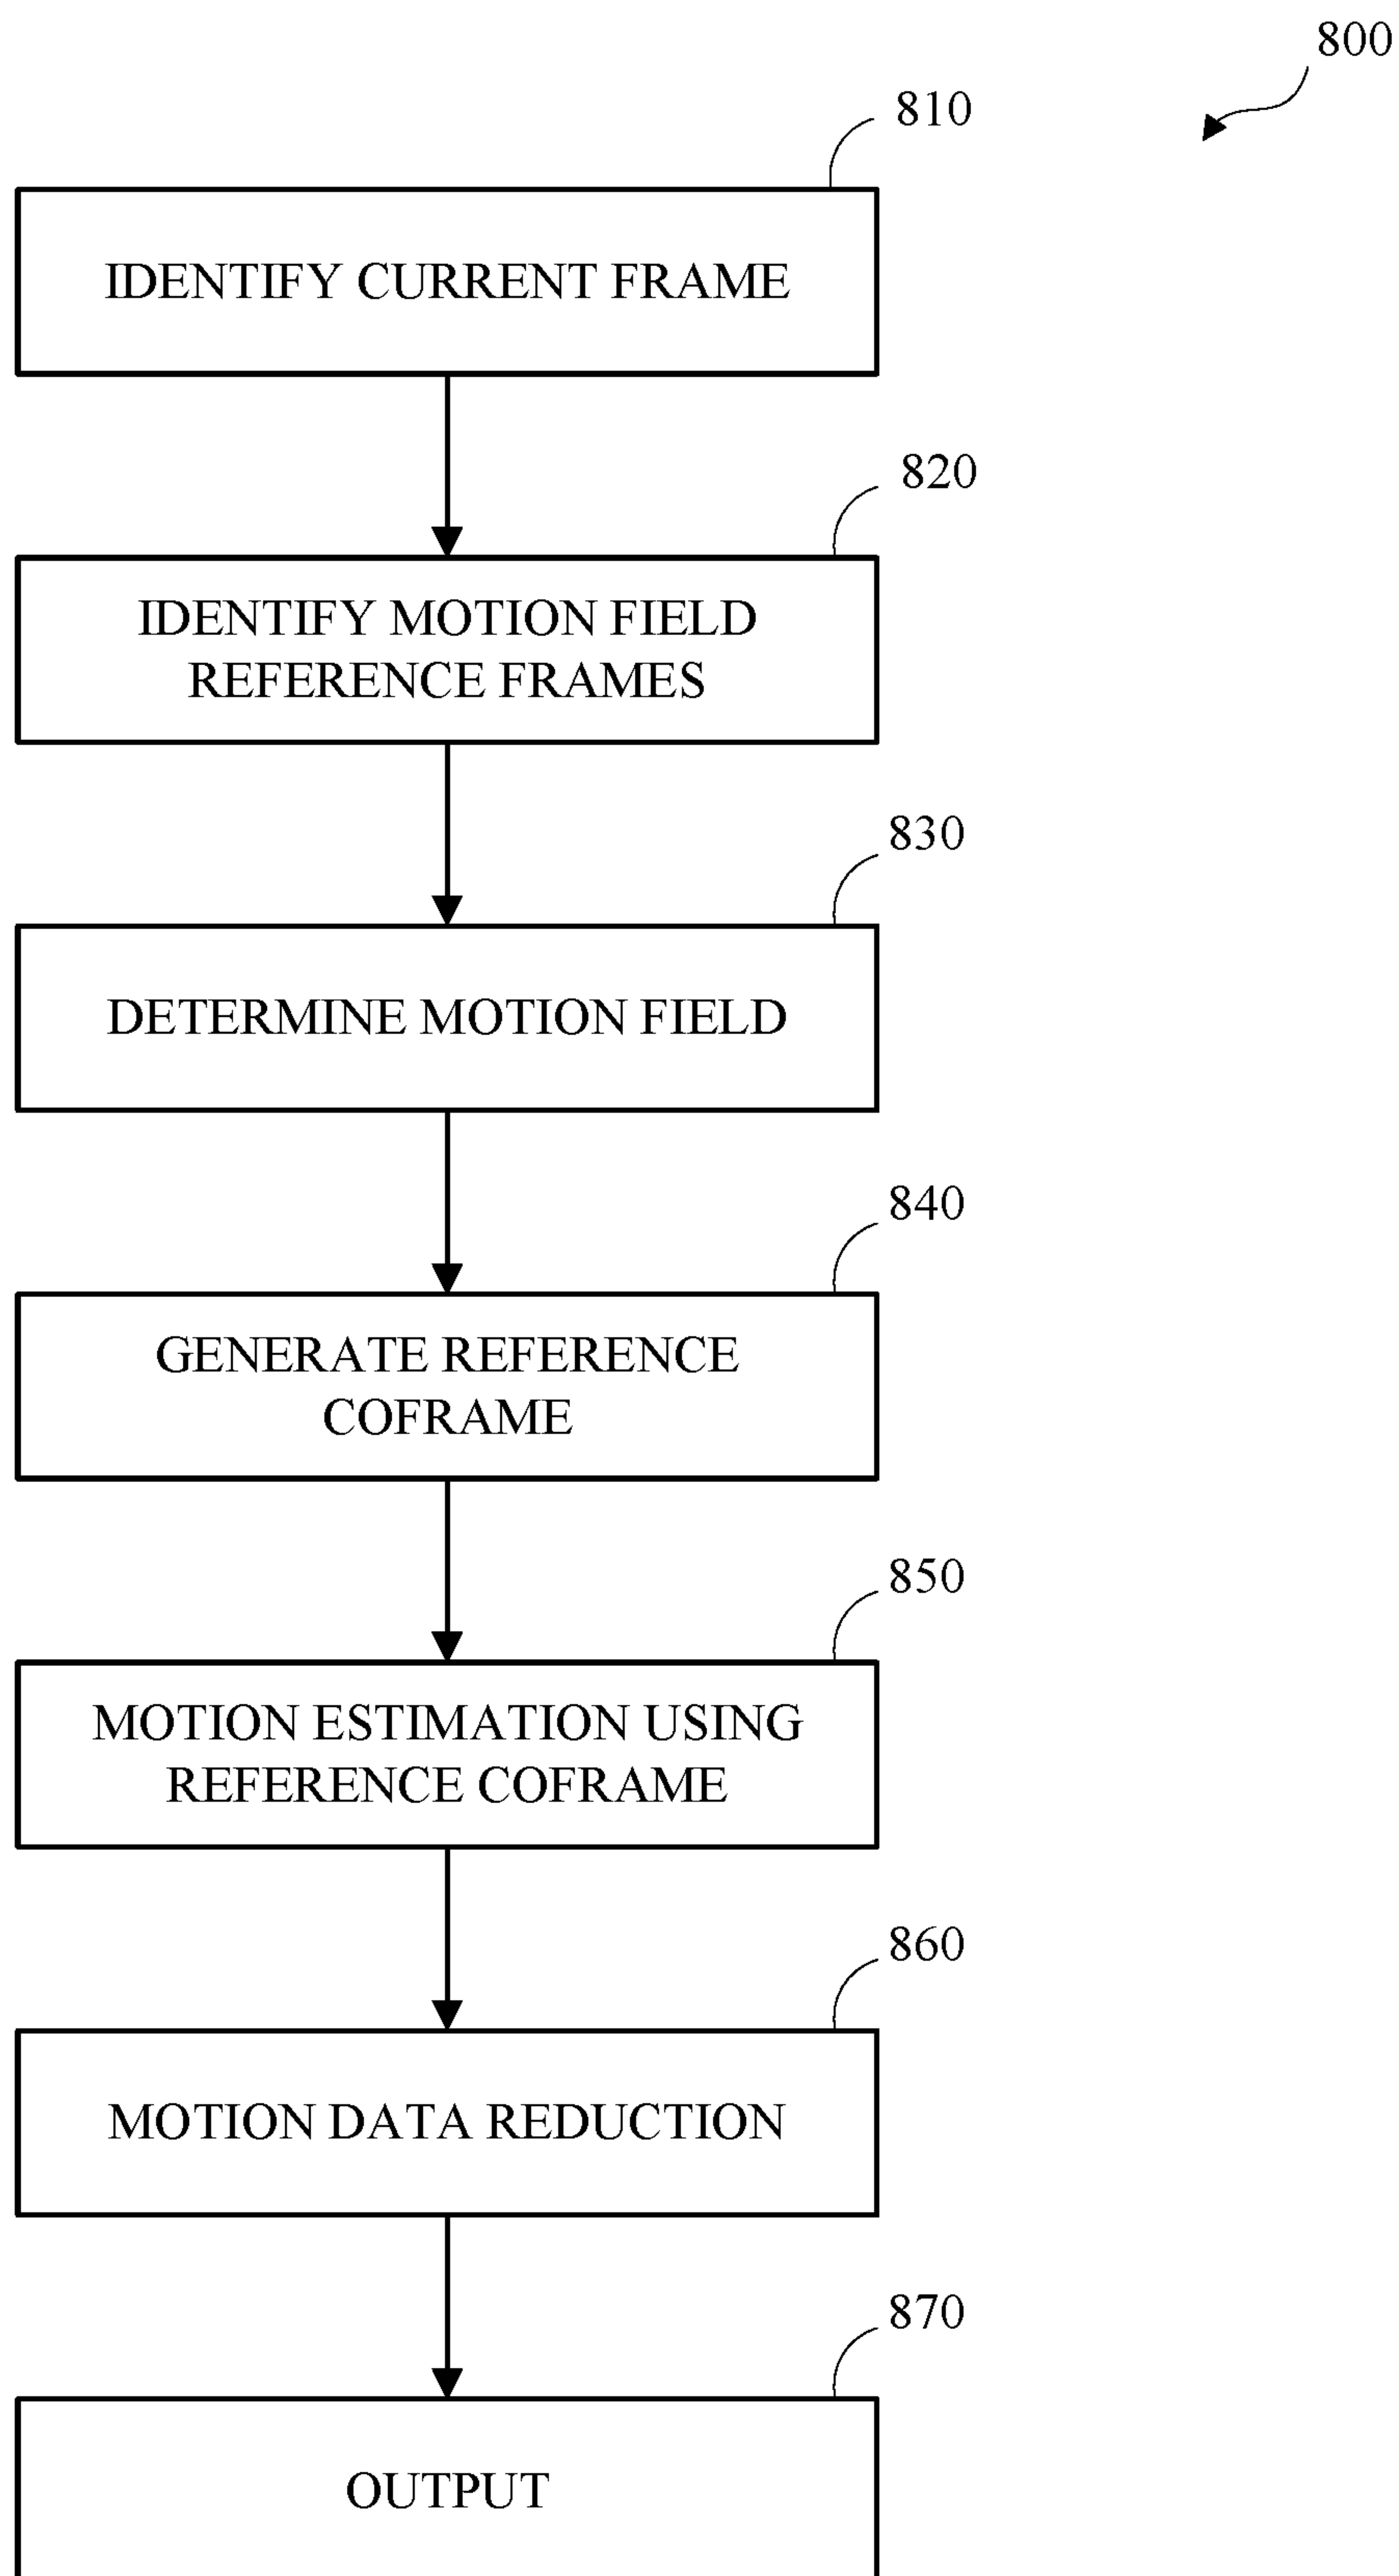 800
810
IDENTIFY CURRENT FRAME
820
IDENTIFY MOTION FIELD
REFERENCE FRAMES
830
DETERMINE MOTION FIELD
840
GENERATE REFERENCE
COFRAME
850
MOTION ESTIMATION USING
REFERENCE COFRAME
860
MOTION DATA REDUCTION
870
OUTPUT